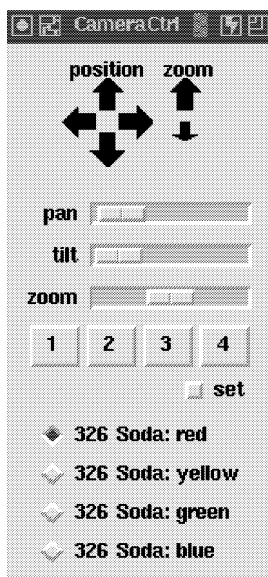 CameraCtrl
position zoom
pan
tilt
zoom
1 2 3 4
set
326 Soda: red
326 Soda: yellow
326 Soda: green
326 Soda: blue